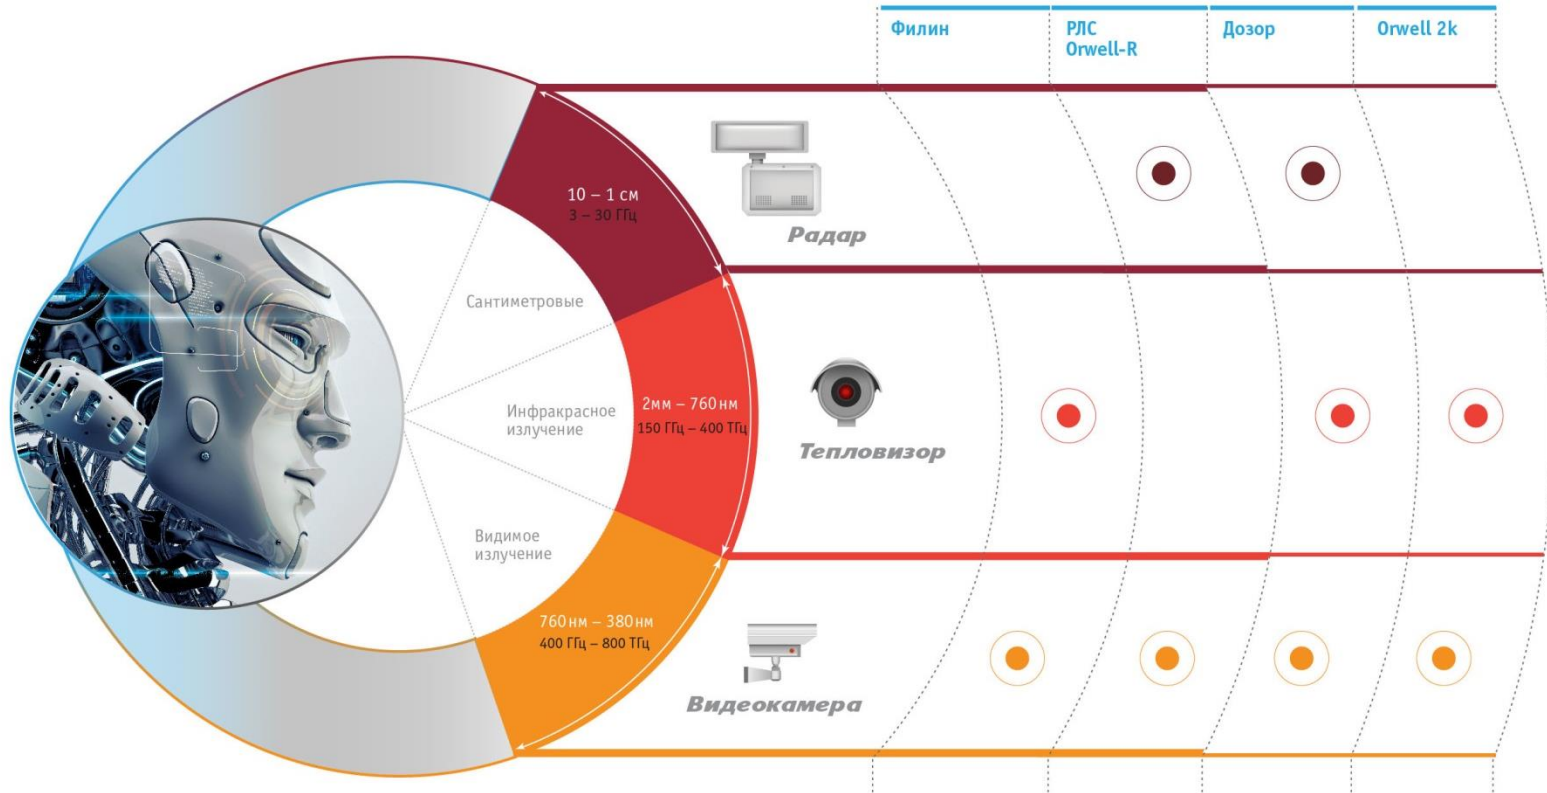 Филин
РЛС
Orwell-R
Дозор
Orwell 2k
10 – 1 см
3 – 30 ГГц
Радар
Сантиметровые
Инфракрасное
излучение
2мм – 760нм
150 ГГц – 400 ТГц
Тепловизор
Видимое
излучение
760нм – 380нм
400 ГГц – 800 ТГц
Видеокамера